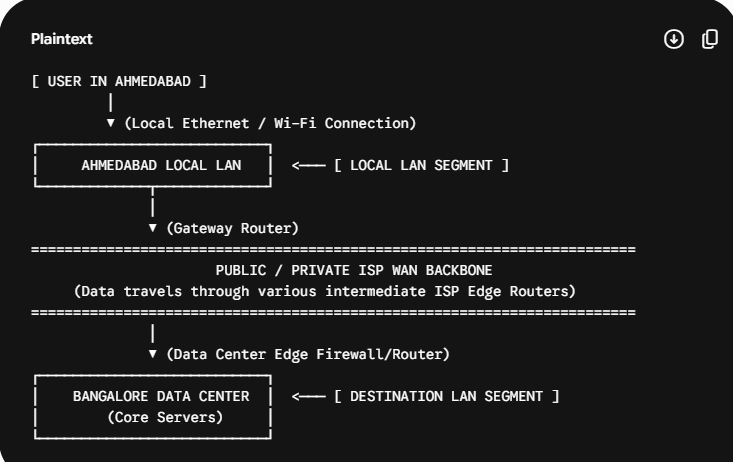 Plaintext
[ USER IN AHMEDABAD ]
(Local Ethernet / Wi-Fi Connection)
AHMEDABAD LOCAL LAN <─── [ LOCAL LAN SEGMENT ]
(Gateway Router)
========================================================================
PUBLIC / PRIVATE ISP WAN BACKBONE
(Data travels through various intermediate ISP Edge Routers)
========================================================================
(Data Center Edge Firewall/Router)
BANGALORE DATA CENTER <─── [ DESTINATION LAN SEGMENT ]
(Core Servers)